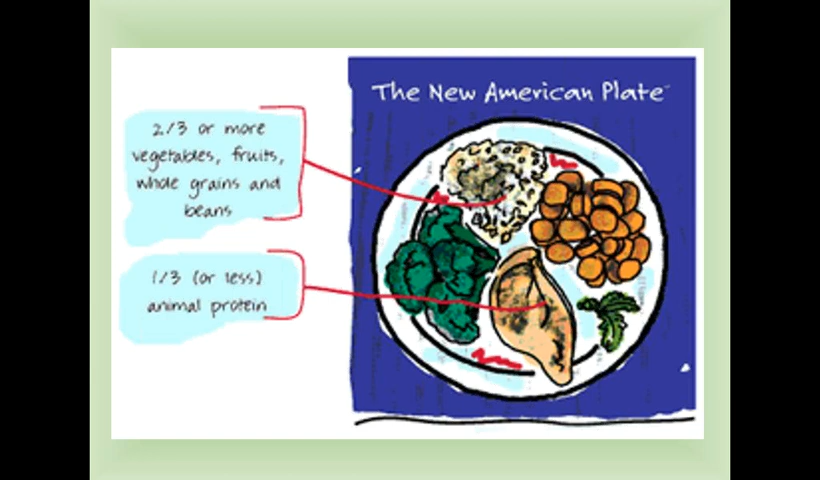 The New American Plate
2/3 or more
vegetables, fruits,
whole grains and
beans
1/3 (or less)
animal protein